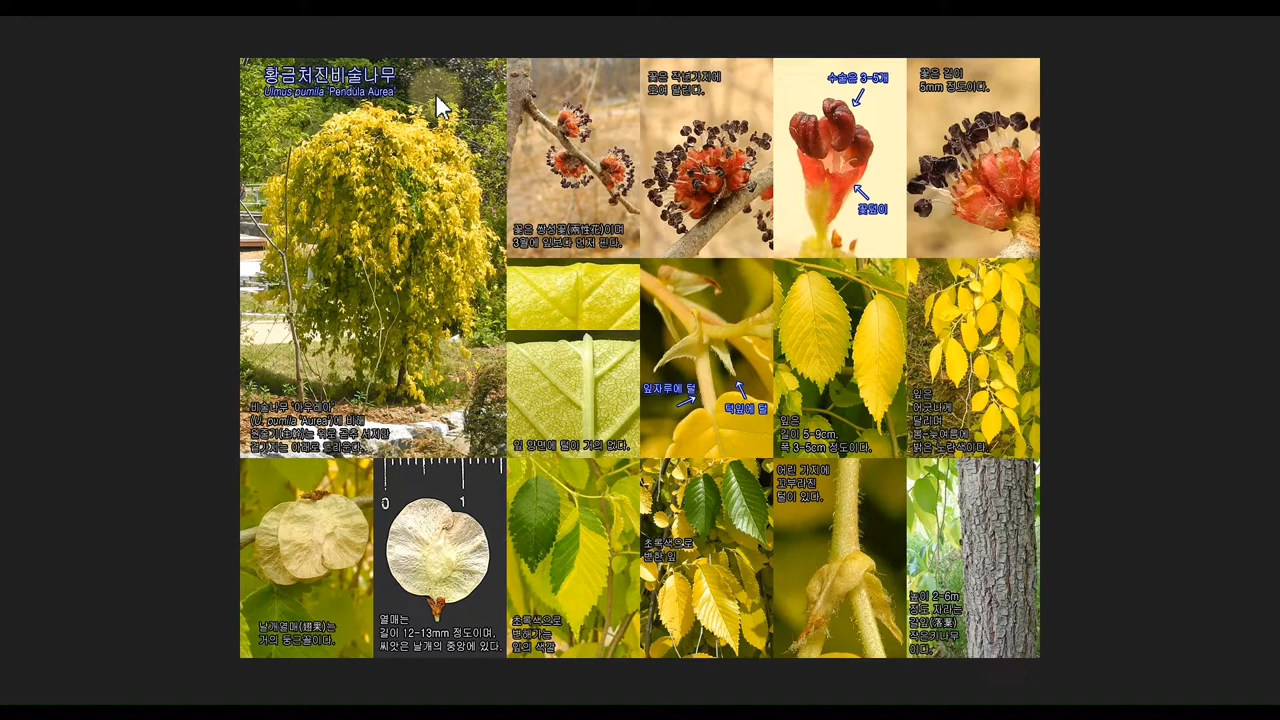 황금처진비술나무
Ulmus pumila 'Pendula Aurea'
비술나무 '아우레아'
(U. pumila 'Aurea')에 비해
원줄기(主幹)는 위로 곧추 서지만
곁가지는 아래로 드리운다.
꽃은 쌍성꽃(兩性花)이며
3월에 잎보다 먼저 핀다.
꽃은 작년가지에
모여 달린다.
수술은 3-5개
꽃덮이
꽃은 길이
5mm 정도이다.
잎 양면에 털이 거의 없다.
잎자루에 털
턱잎에 털
잎은
길이 5-9cm,
폭 3-5cm 정도이다.
잎은
어긋나게
달리며
봄-늦여름에
밝은 노란색이다.
날개열매(翅果)는
거의 둥근꼴이다.
0
1
열매는
길이 12-13mm 정도이며,
씨앗은 날개의 중앙에 있다.
초록색으로
변해가는
잎의 색깔
초록색으로
변한 잎
어린 가지에
꼬부라진
털이 있다.
높이 2-6m
정도 자라는
갈잎(落葉)
작은키나무
이다.